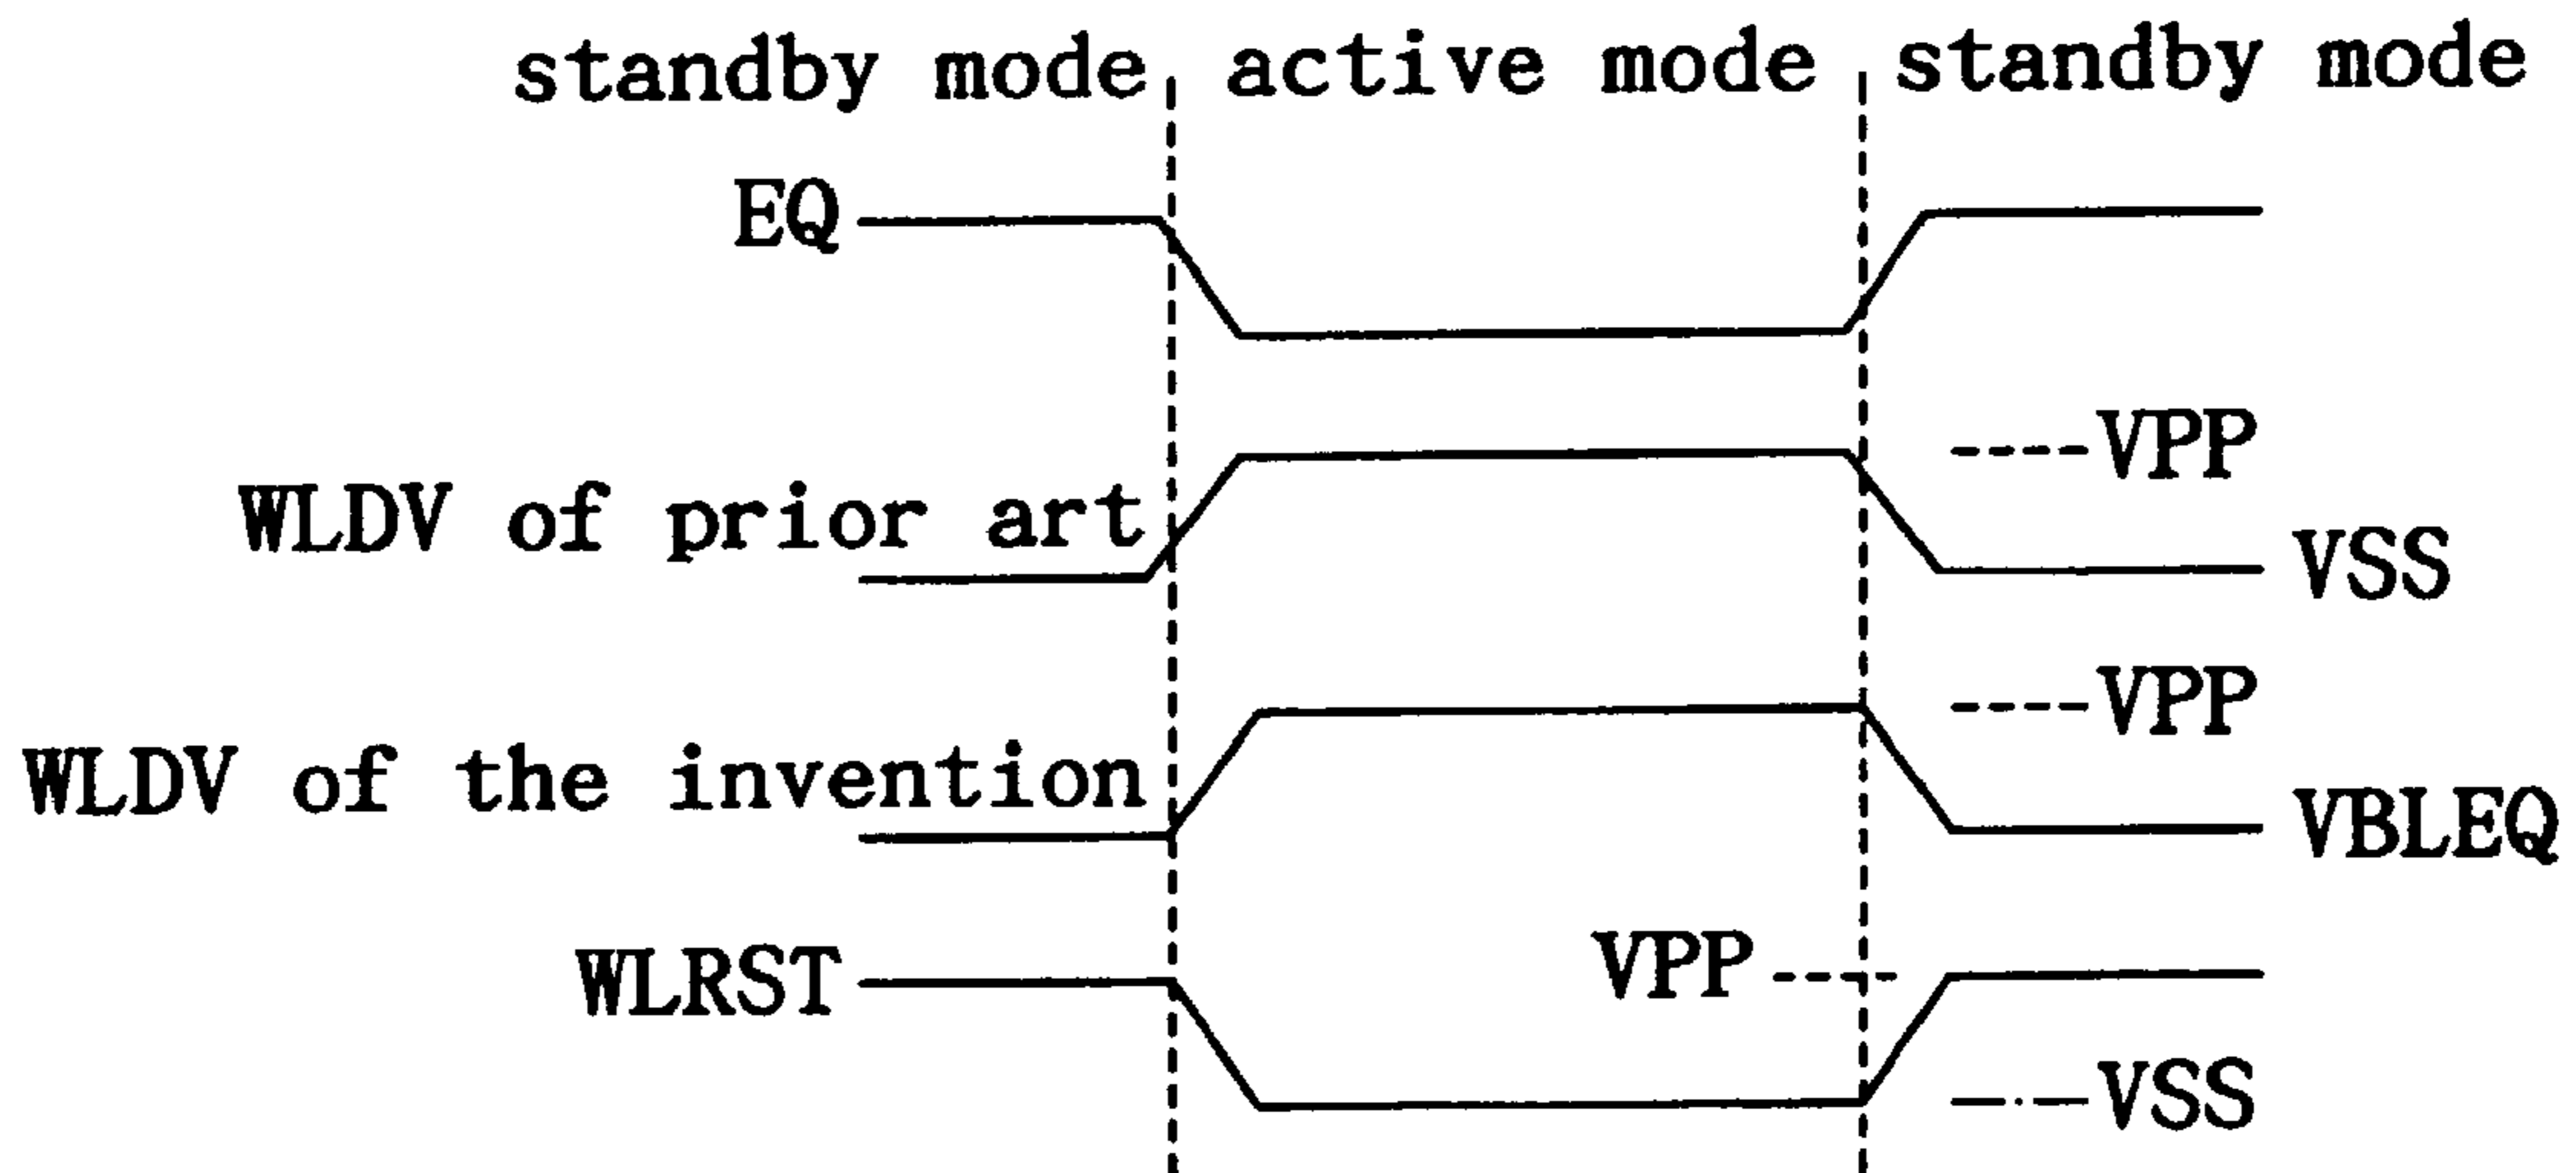 standby mode active mode standby mode
EQ
VPP
WLDV of prior art
VSS
VPP
WLDV of the invention
VBLEQ
WLRST
VPP
VSS